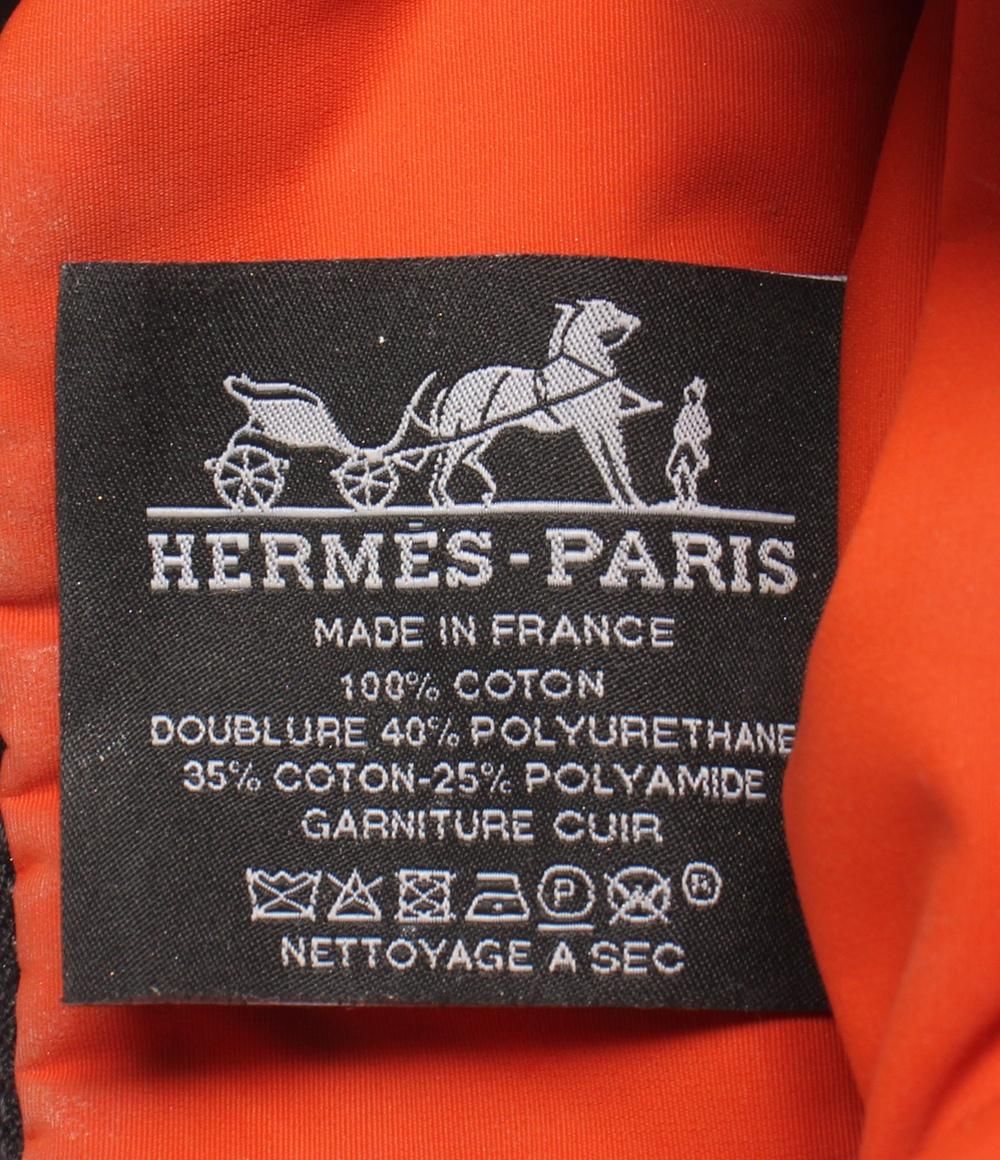 HERMÈS-PARIS
MADE IN FRANCE
100% COTON
DOUBLURE 40% POLYURETHANE
35% COTON-25% POLYAMIDE
GARNITURE CUIR
P W ®
NETTOYAGE A SEC